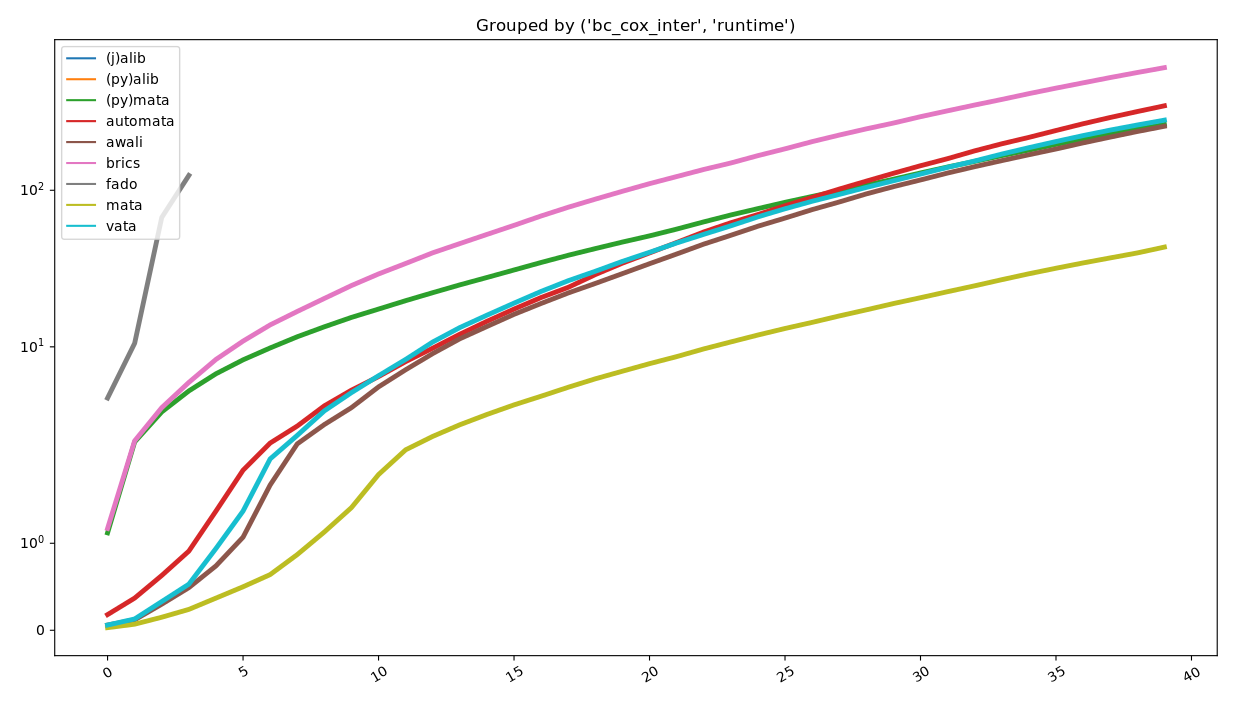 Grouped by ('bc_cox_inter', 'runtime')
(j)alib
(py)alib
(py)mata
automata
awali
brics
fado
mata
vata
10²
10¹
10⁰
0
0
5
10
15
20
25
30
35
40